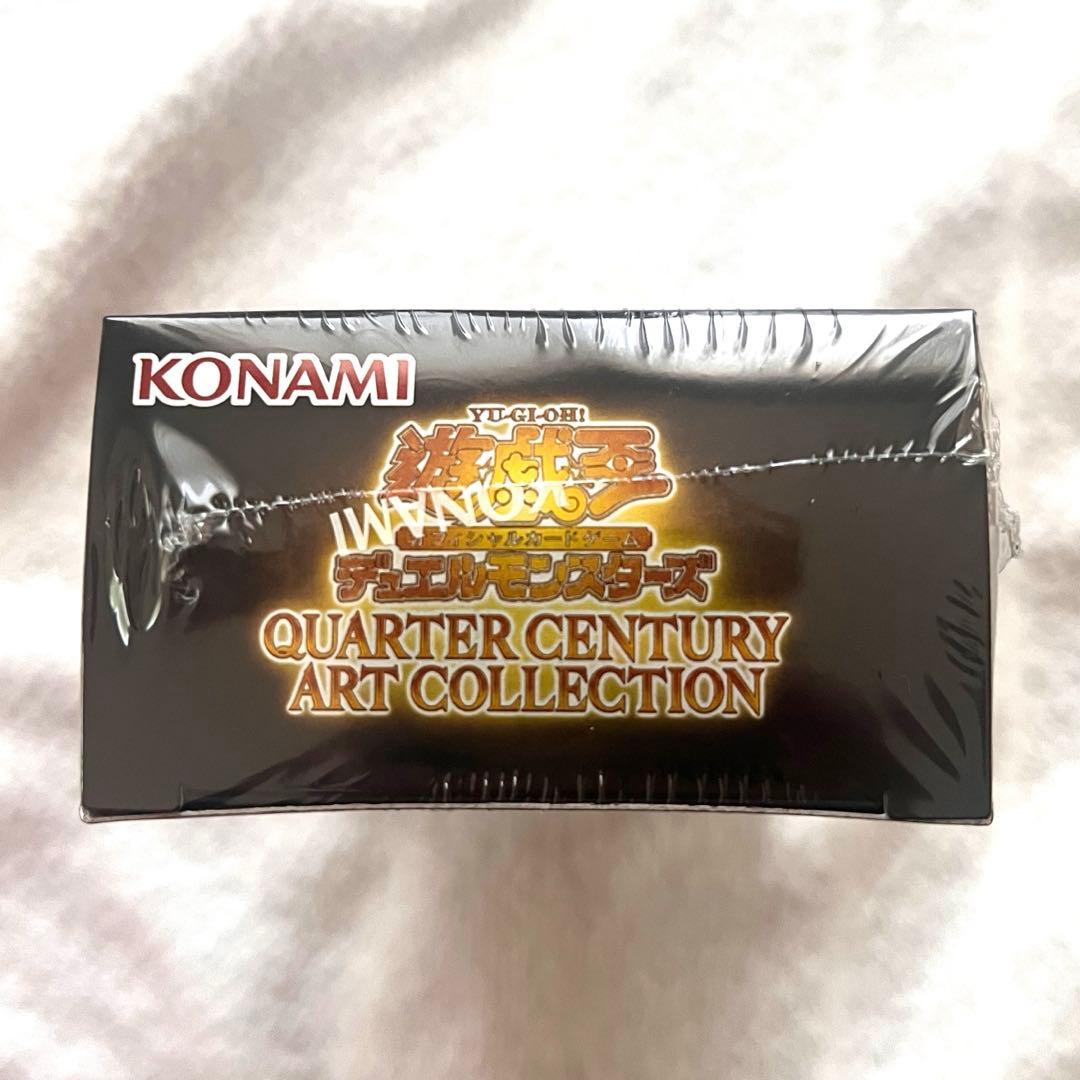 KONAMI
YU-GI-OH!
遊戯王
KONAMI
オフィシャルカードゲーム
デュエルモンスターズ
QUARTER CENTURY
ART COLLECTION